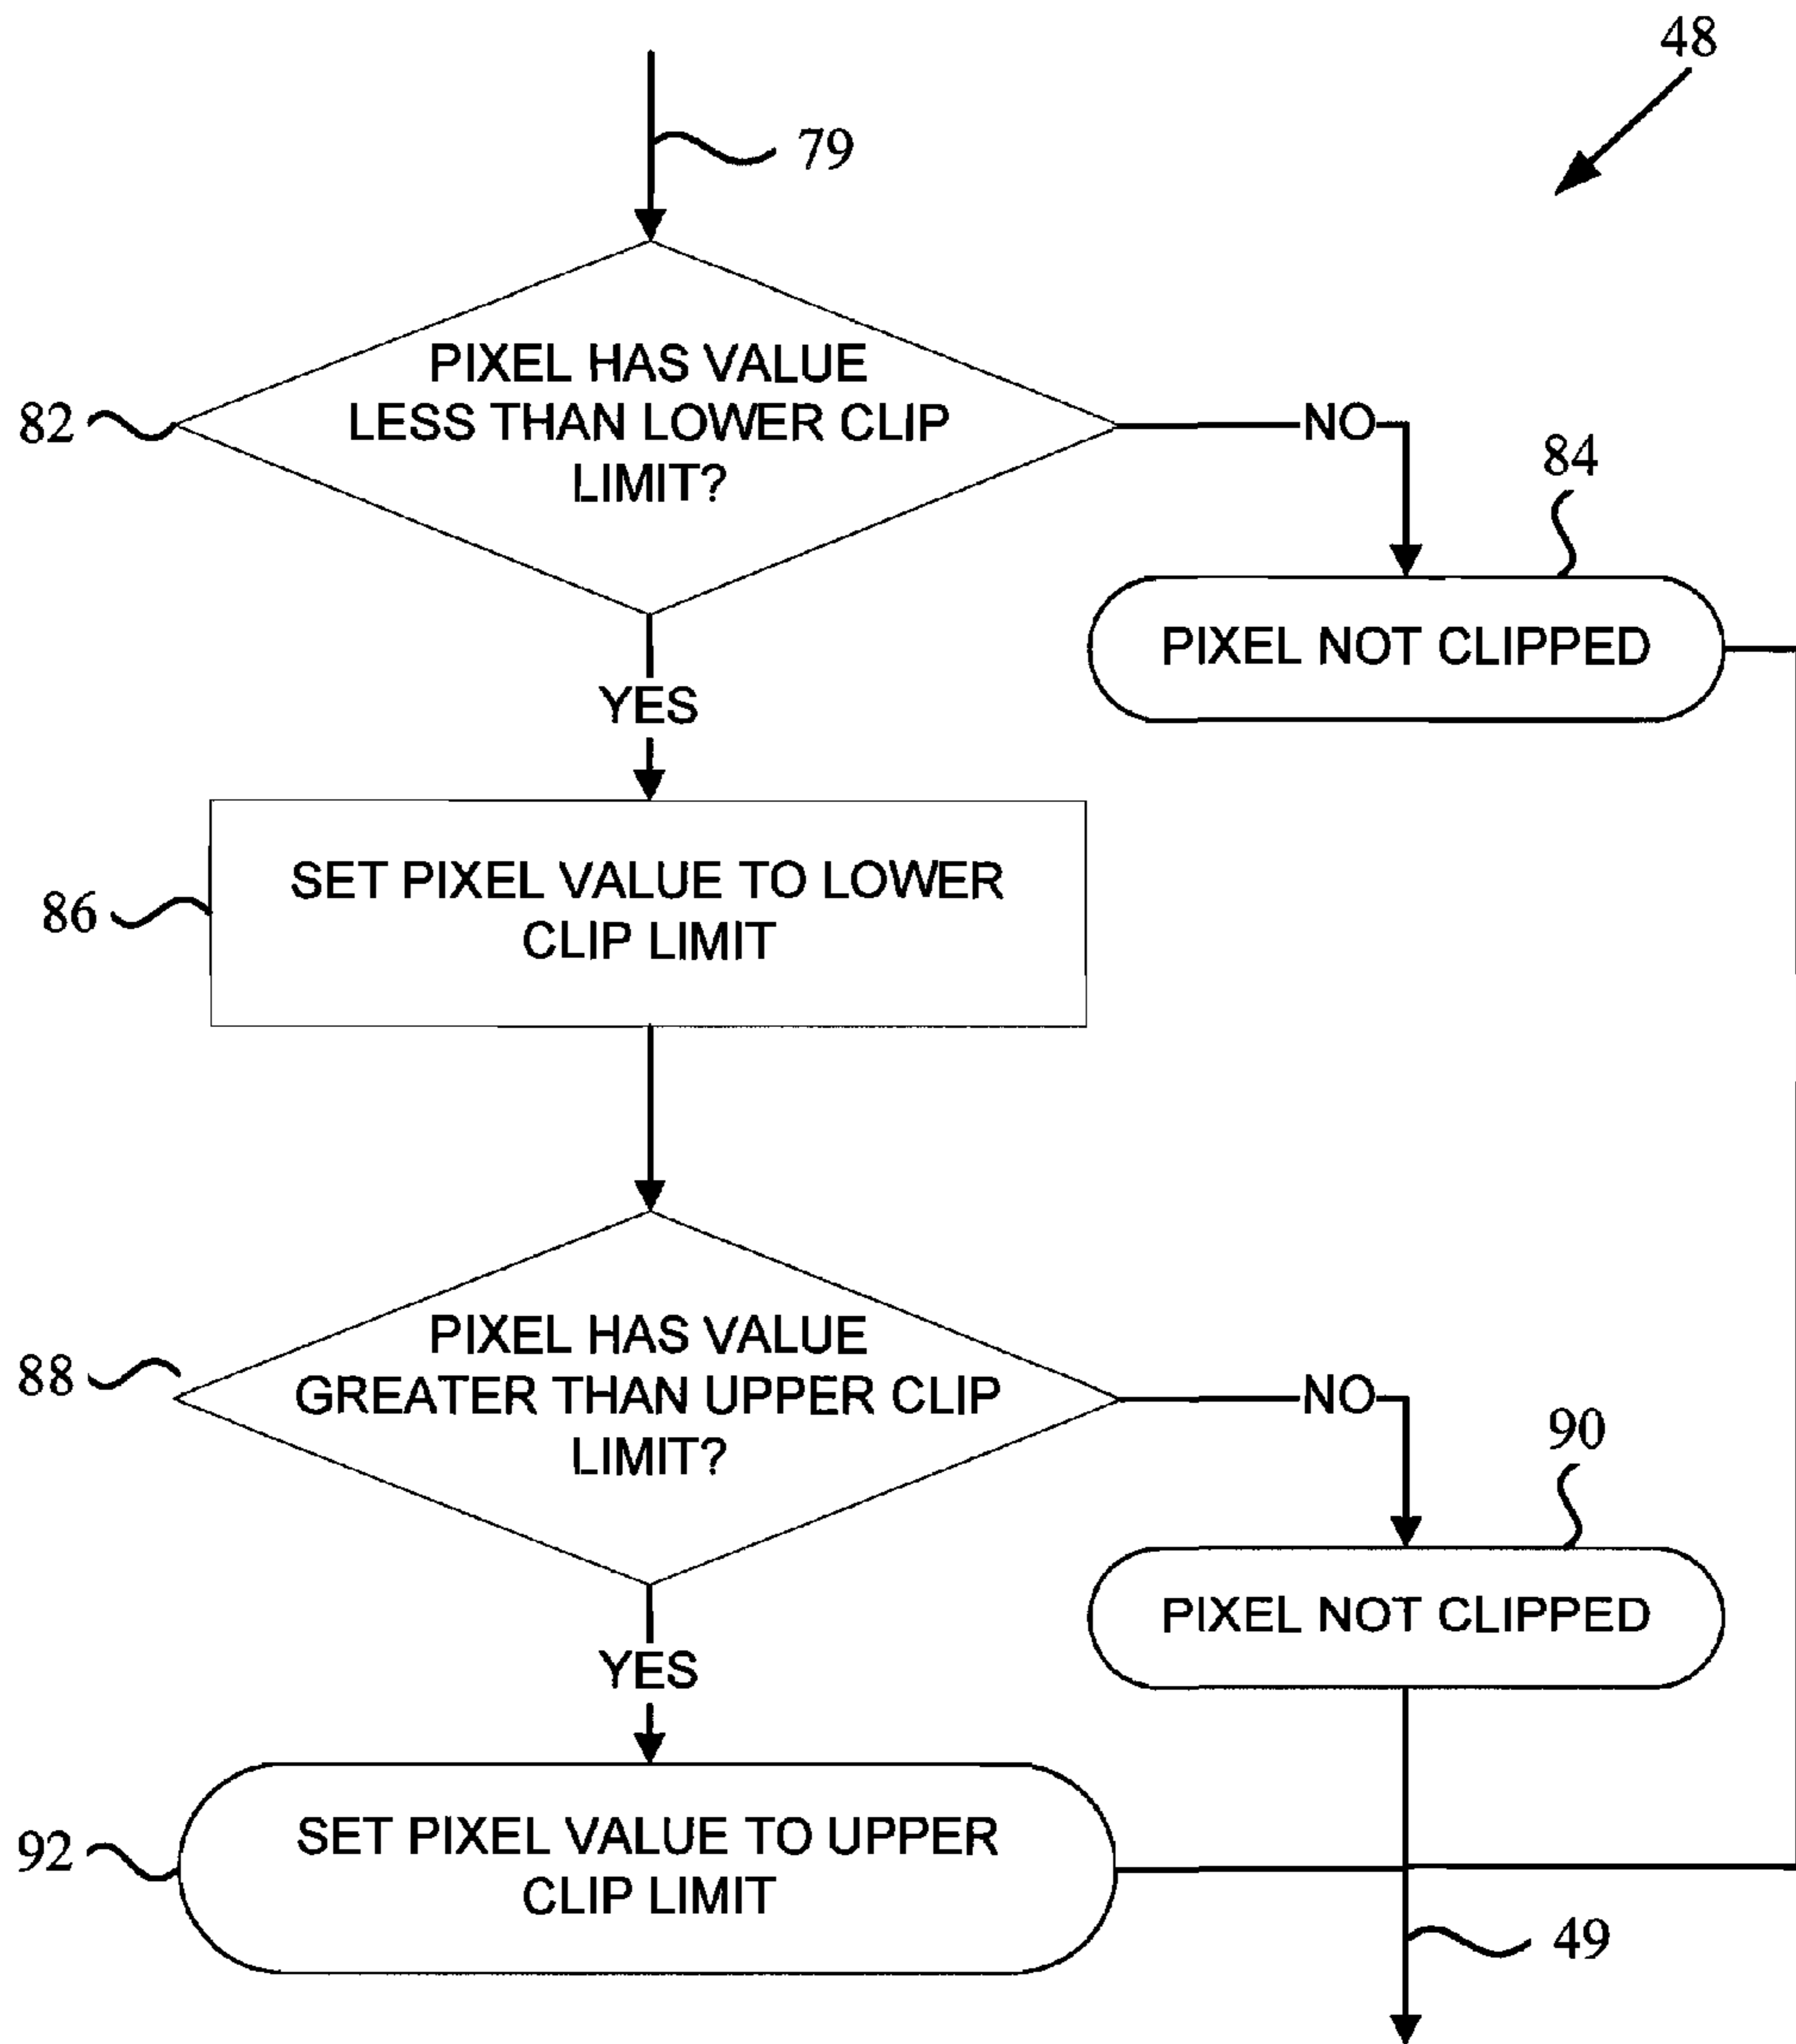 48
79
PIXEL HAS VALUE
LESS THAN LOWER CLIP
LIMIT?
82
NO
84
PIXEL NOT CLIPPED
YES
SET PIXEL VALUE TO LOWER
CLIP LIMIT
86
PIXEL HAS VALUE
GREATER THAN UPPER CLIP
LIMIT?
88
NO
90
PIXEL NOT CLIPPED
YES
SET PIXEL VALUE TO UPPER
CLIP LIMIT
92
49